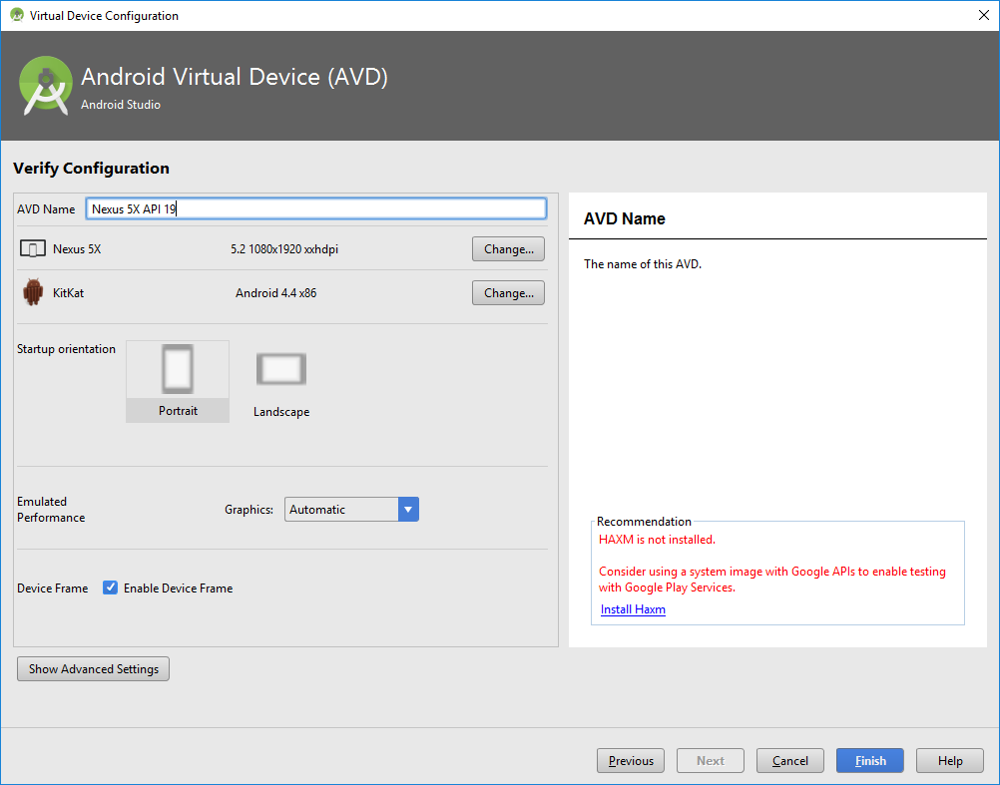 Virtual Device Configuration
Android Virtual Device (AVD)
Android Studio
Verify Configuration
AVD Name Nexus 5X API 19
Nexus 5X 5.2 1080x1920 xxhdpi Change...
KitKat Android 4.4 x86 Change...
Startup orientation
Portrait Landscape
Emulated
Performance
Graphics: Automatic
Device Frame Enable Device Frame
Show Advanced Settings
AVD Name
The name of this AVD.
Recommendation
HAXM is not installed.
Consider using a system image with Google APIs to enable testing
with Google Play Services.
Install Haxm
Previous Next Cancel Finish Help